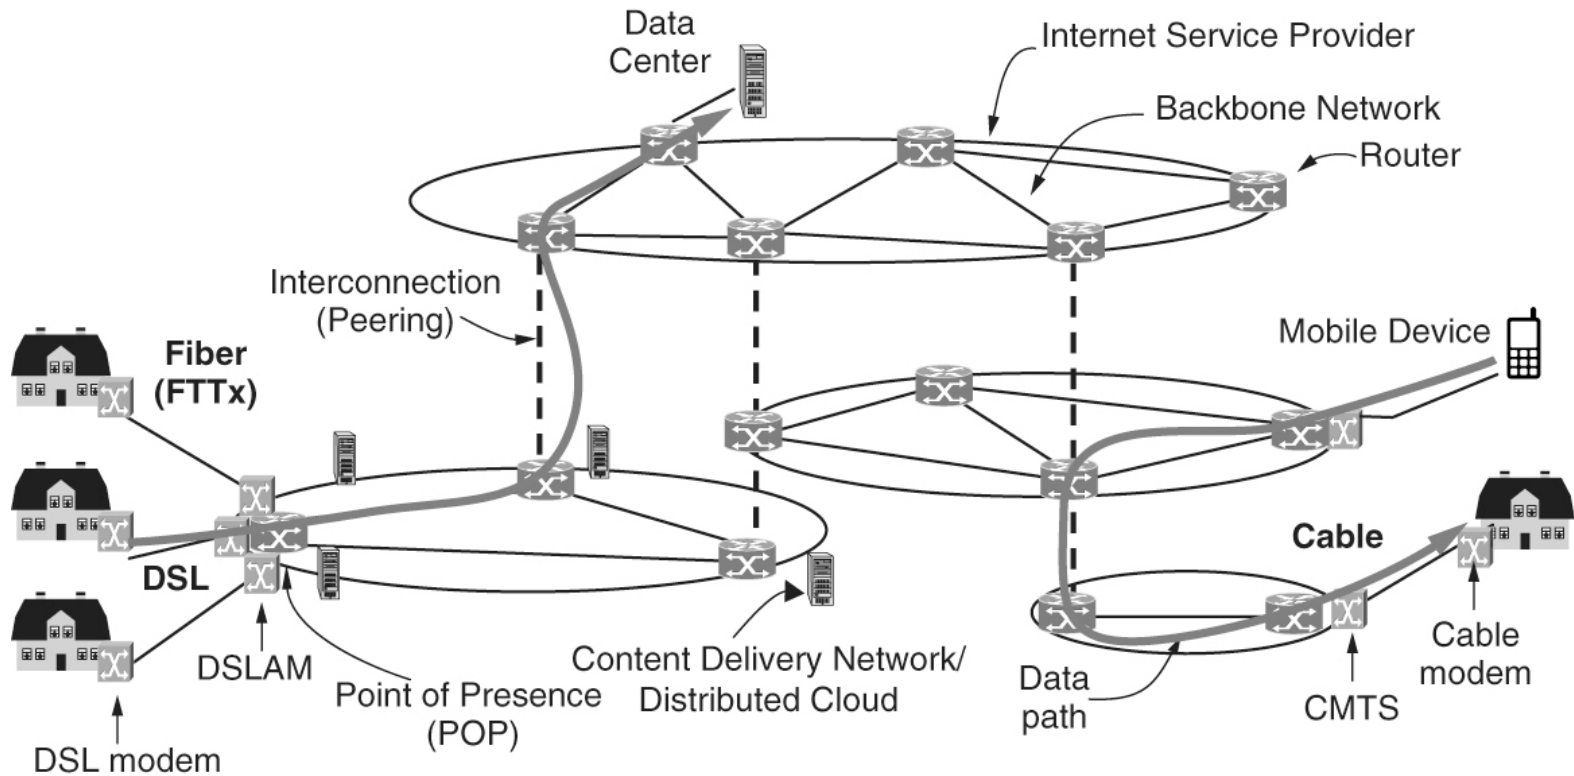 Data
Center
Internet Service Provider
Backbone Network
Router
Interconnection
(Peering)
Mobile Device
Fiber
(FTTx)
DSL
Cable
DSLAM
Point of Presence
(POP)
Content Delivery Network/
Distributed Cloud
Data
path
CMTS
Cable
modem
DSL modem